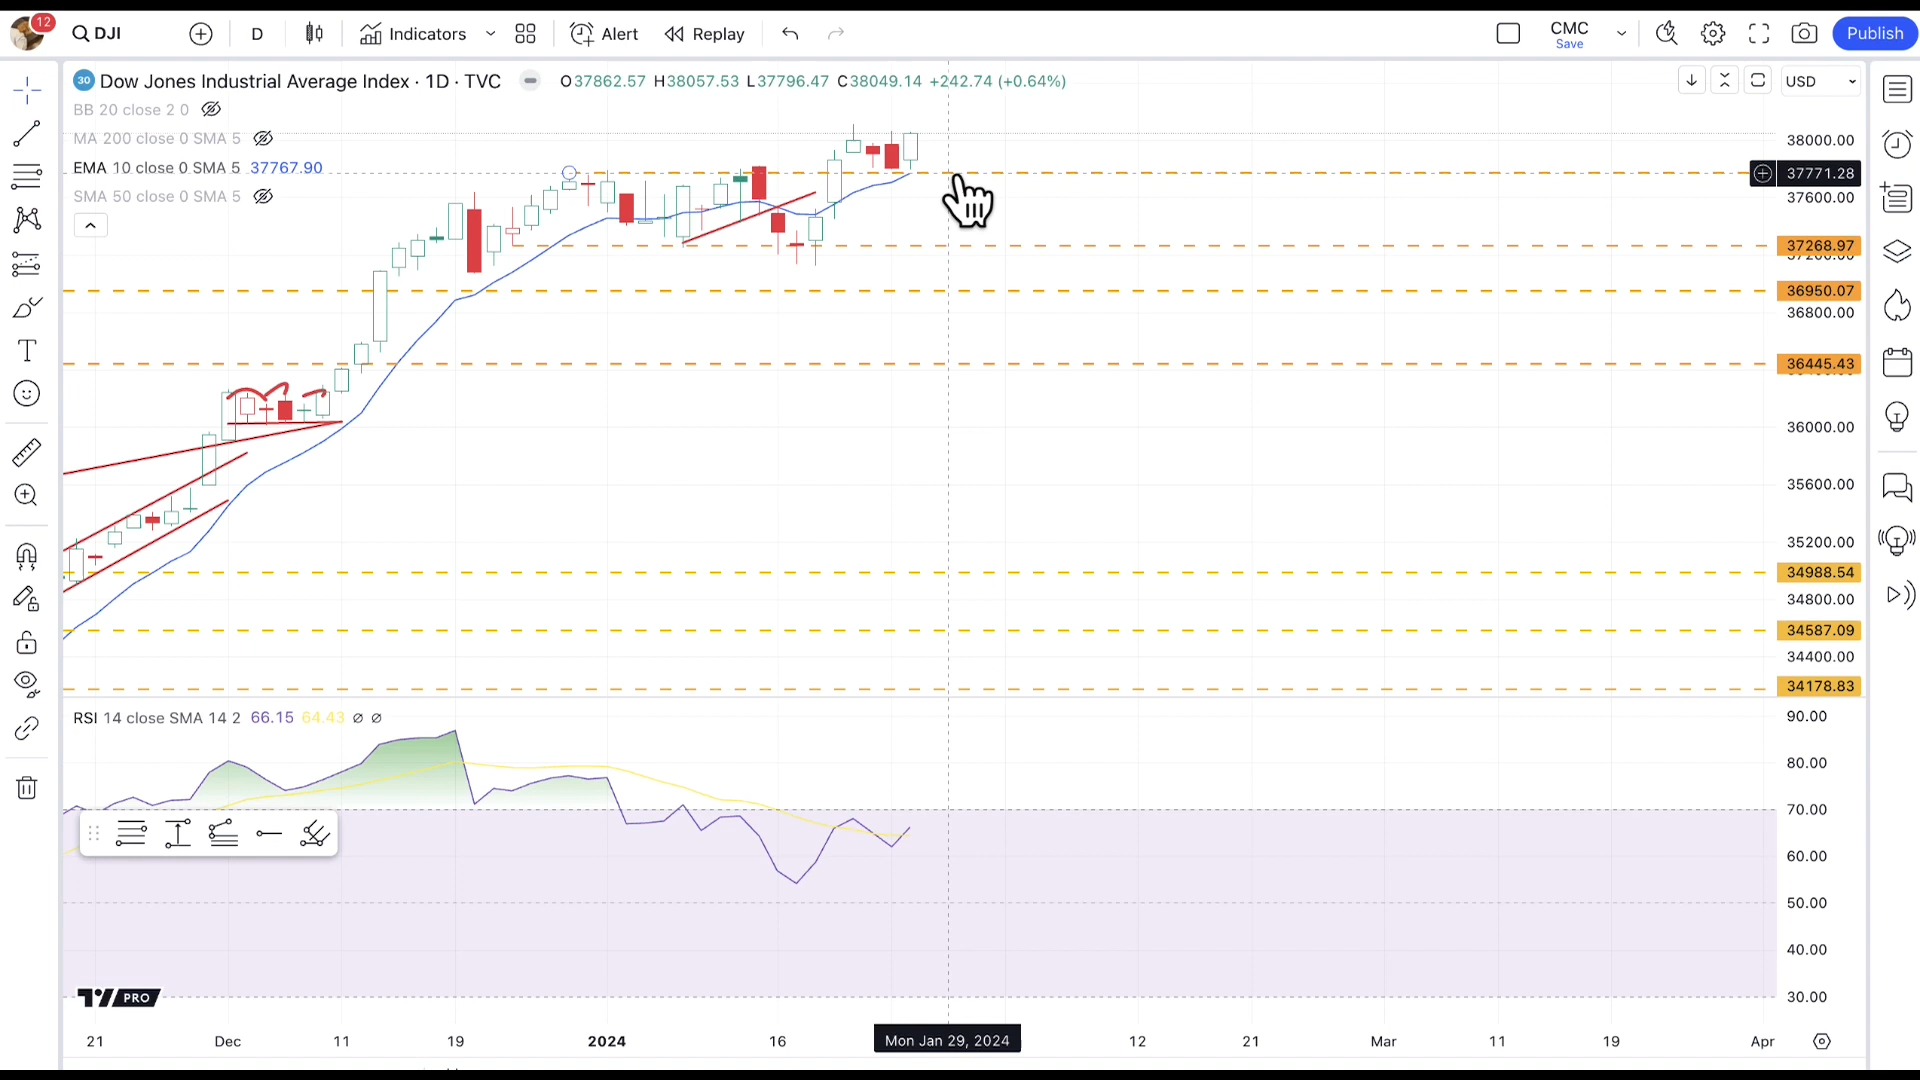 12
DJI
D
Indicators
Alert
Replay
CMC
Save
Publish
30 Dow Jones Industrial Average Index · 1D · TVC
O37862.57 H38057.53 L37796.47 C38049.14 +242.74 (+0.64%)
USD
BB 20 close 2 0
MA 200 close 0 SMA 5
EMA 10 close 0 SMA 5 37767.90
SMA 50 close 0 SMA 5
38000.00
37771.28
37600.00
37268.97
37200.00
36950.07
36800.00
36445.43
36000.00
35600.00
35200.00
34988.54
34800.00
34587.09
34400.00
34178.83
RSI 14 close SMA 14 2 66.15 64.43 ∅ ∅
90.00
80.00
70.00
60.00
50.00
40.00
30.00
PRO
21
Dec
11
19
2024
16
Mon Jan 29, 2024
12
21
Mar
11
19
Apr